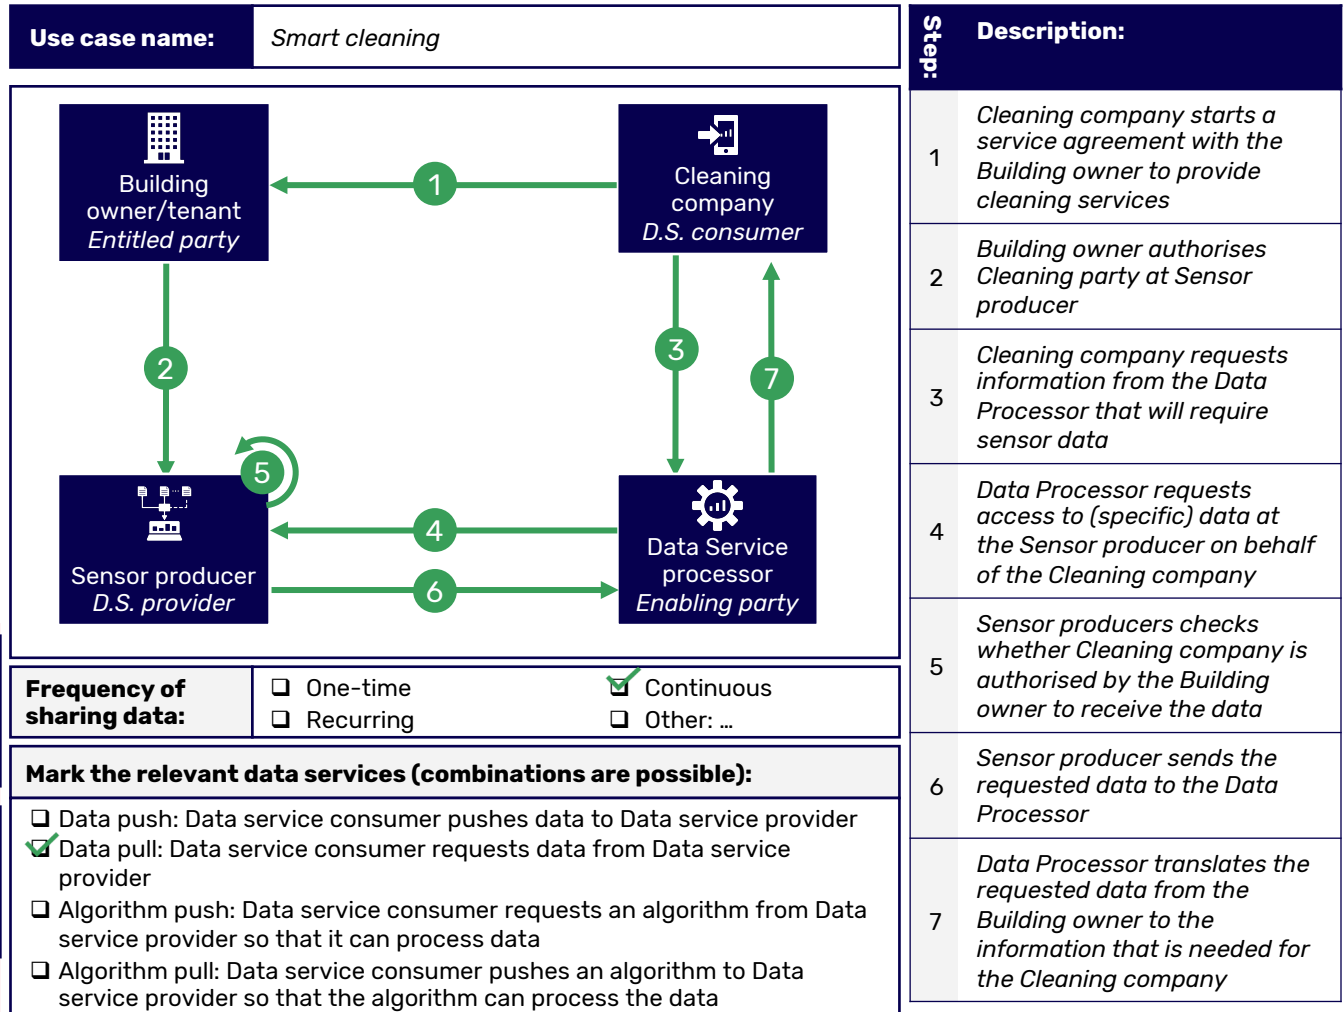 Use case name:
Smart cleaning
Building
owner/tenant
Entitled party
1
Cleaning
company
D.S. consumer
2
3
7
5
Sensor producer
D.S. provider
4
6
Data Service
processor
Enabling party
Frequency of
sharing data:
One-time
Continuous
Recurring
Other: ...
Mark the relevant data services (combinations are possible):
Data push: Data service consumer pushes data to Data service provider
Data pull: Data service consumer requests data from Data service
provider
Algorithm push: Data service consumer requests an algorithm from Data
service provider so that it can process data
Algorithm pull: Data service consumer pushes an algorithm to Data
service provider so that the algorithm can process the data
Step:
Description:
1
Cleaning company starts a
service agreement with the
Building owner to provide
cleaning services
2
Building owner authorises
Cleaning party at Sensor
producer
3
Cleaning company requests
information from the Data
Processor that will require
sensor data
4
Data Processor requests
access to (specific) data at
the Sensor producer on behalf
of the Cleaning company
5
Sensor producers checks
whether Cleaning company is
authorised by the Building
owner to receive the data
6
Sensor producer sends the
requested data to the Data
Processor
7
Data Processor translates the
requested data from the
Building owner to the
information that is needed for
the Cleaning company